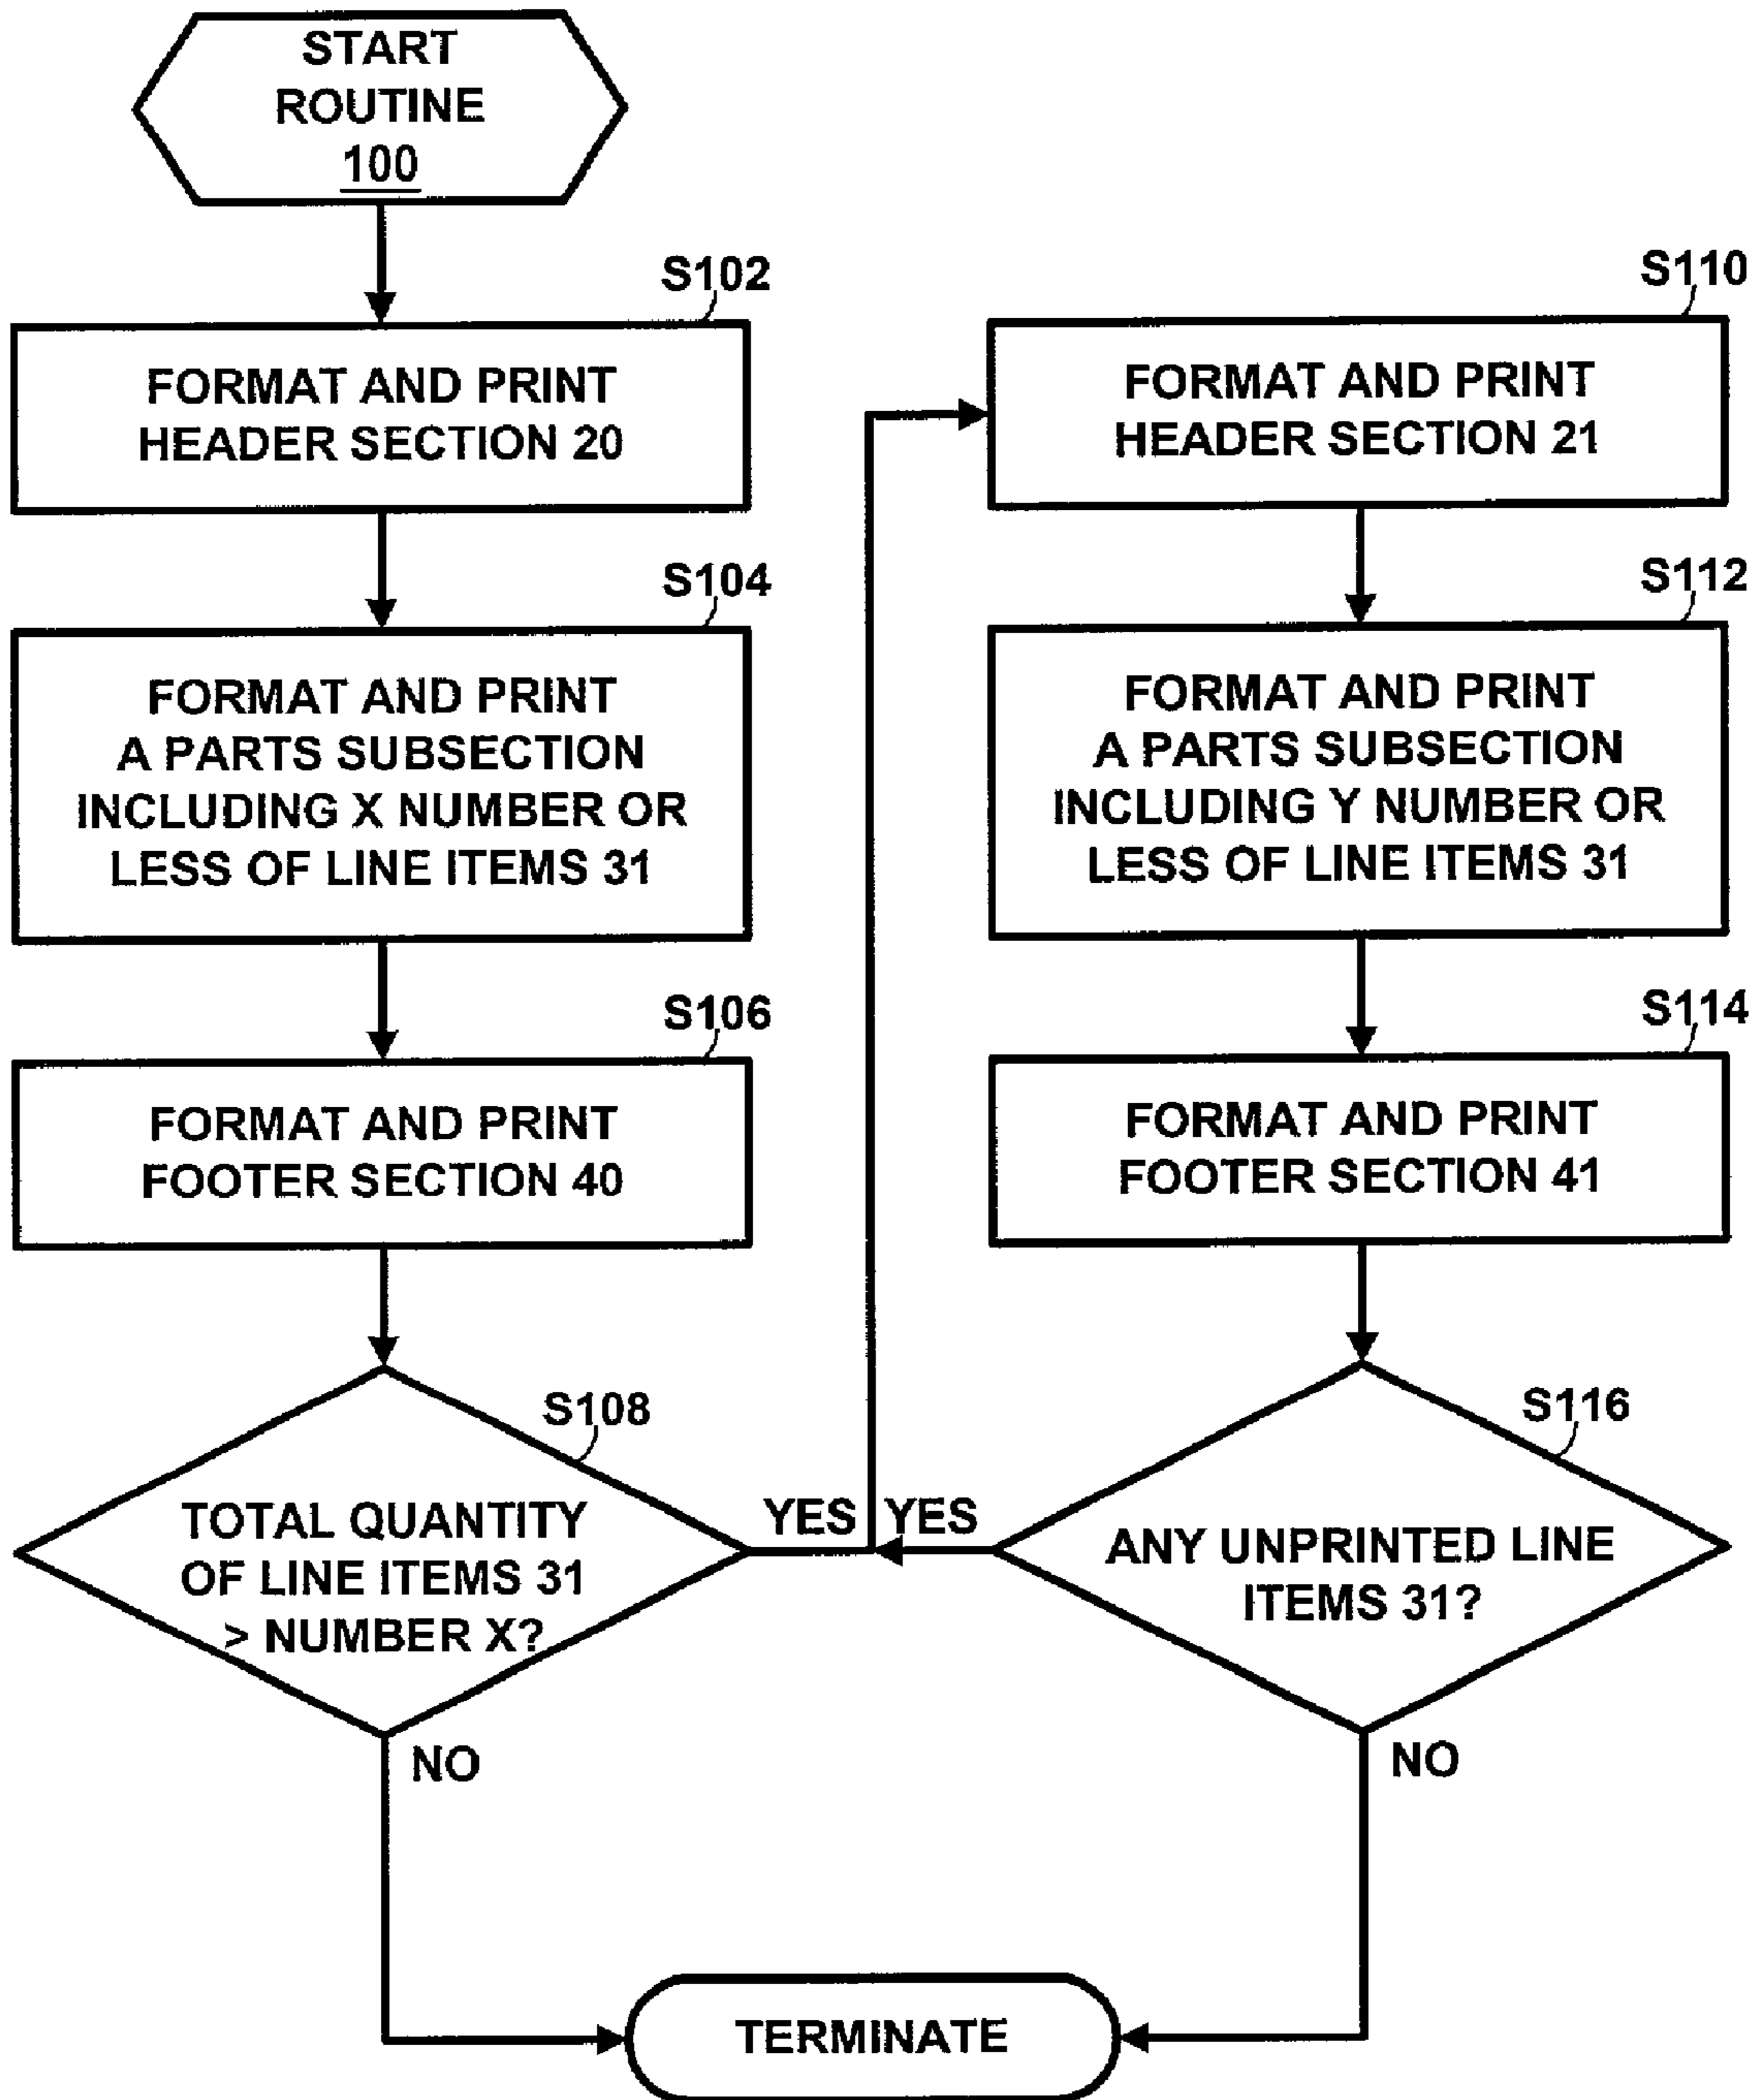 START
ROUTINE
100
S102
FORMAT AND PRINT
HEADER SECTION 20
S104
FORMAT AND PRINT
A PARTS SUBSECTION
INCLUDING X NUMBER OR
LESS OF LINE ITEMS 31
S106
FORMAT AND PRINT
FOOTER SECTION 40
S108
TOTAL QUANTITY
OF LINE ITEMS 31
> NUMBER X?
YES
NO
S110
FORMAT AND PRINT
HEADER SECTION 21
S112
FORMAT AND PRINT
A PARTS SUBSECTION
INCLUDING Y NUMBER OR
LESS OF LINE ITEMS 31
S114
FORMAT AND PRINT
FOOTER SECTION 41
S116
ANY UNPRINTED LINE
ITEMS 31?
YES
NO
TERMINATE